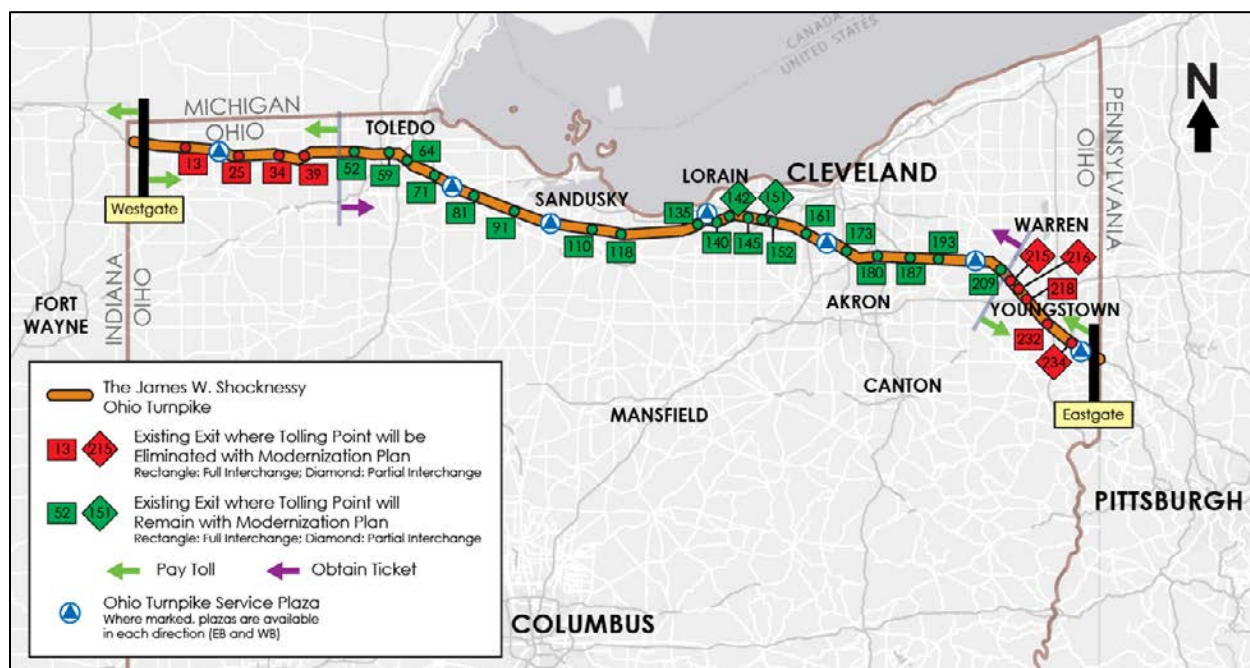 CANADA
UNITED STATES
N
MICHIGAN
OHIO
TOLEDO
64
13
25
34
39
52
59
71
81
91
SANDUSKY
110
118
LORAIN
CLEVELAND
135
142
151
140
145
152
161
173
180
187
193
AKRON
209
WARREN
215
216
218
YOUNGSTOWN
232
234
PENNSYLVANIA
OHIO
Westgate
Eastgate
INDIANA
OHIO
FORT
WAYNE
CANTON
MANSFIELD
PITTSBURGH
COLUMBUS
The James W. Shocknessy
Ohio Turnpike
13 215 Existing Exit where Tolling Point will be
Eliminated with Modernization Plan
Rectangle: Full Interchange; Diamond: Partial Interchange
52 151 Existing Exit where Tolling Point will
Remain with Modernization Plan
Rectangle: Full Interchange; Diamond: Partial Interchange
Pay Toll Obtain Ticket
Ohio Turnpike Service Plaza
Where marked, plazas are available
in each direction (EB and WB)